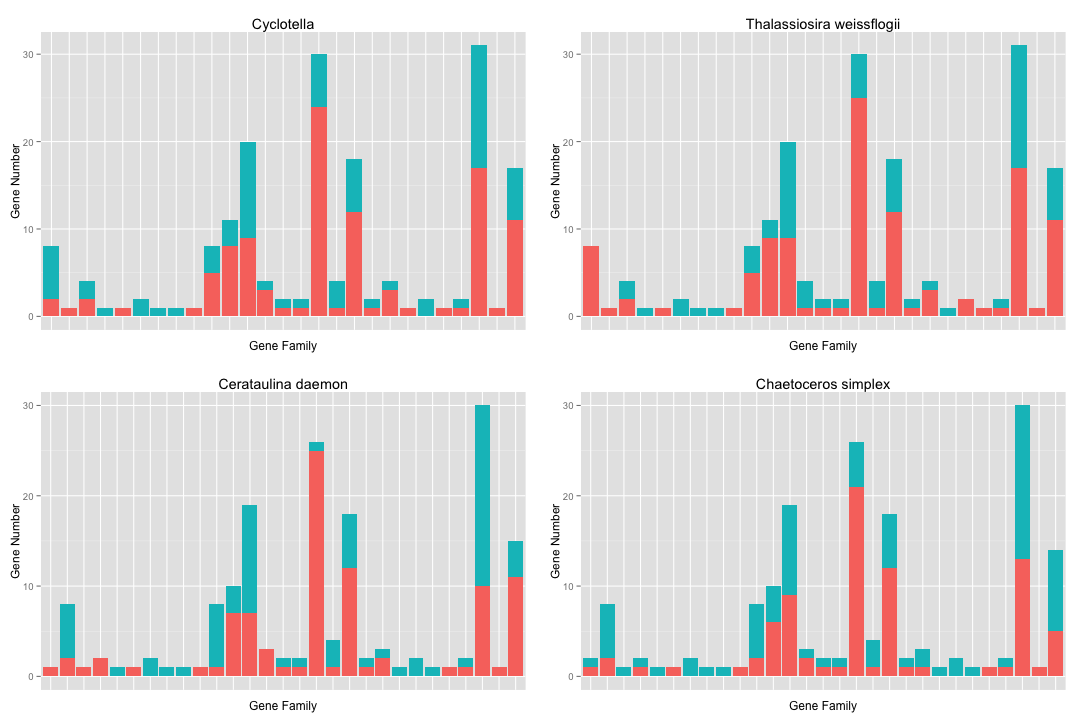 Cyclotella
30
20
10
0
Gene Number
Gene Family
Thalassiosira weissflogii
30
20
10
0
Gene Number
Gene Family
Cerataulina daemon
30
20
10
0
Gene Number
Gene Family
Chaetoceros simplex
30
20
10
0
Gene Number
Gene Family